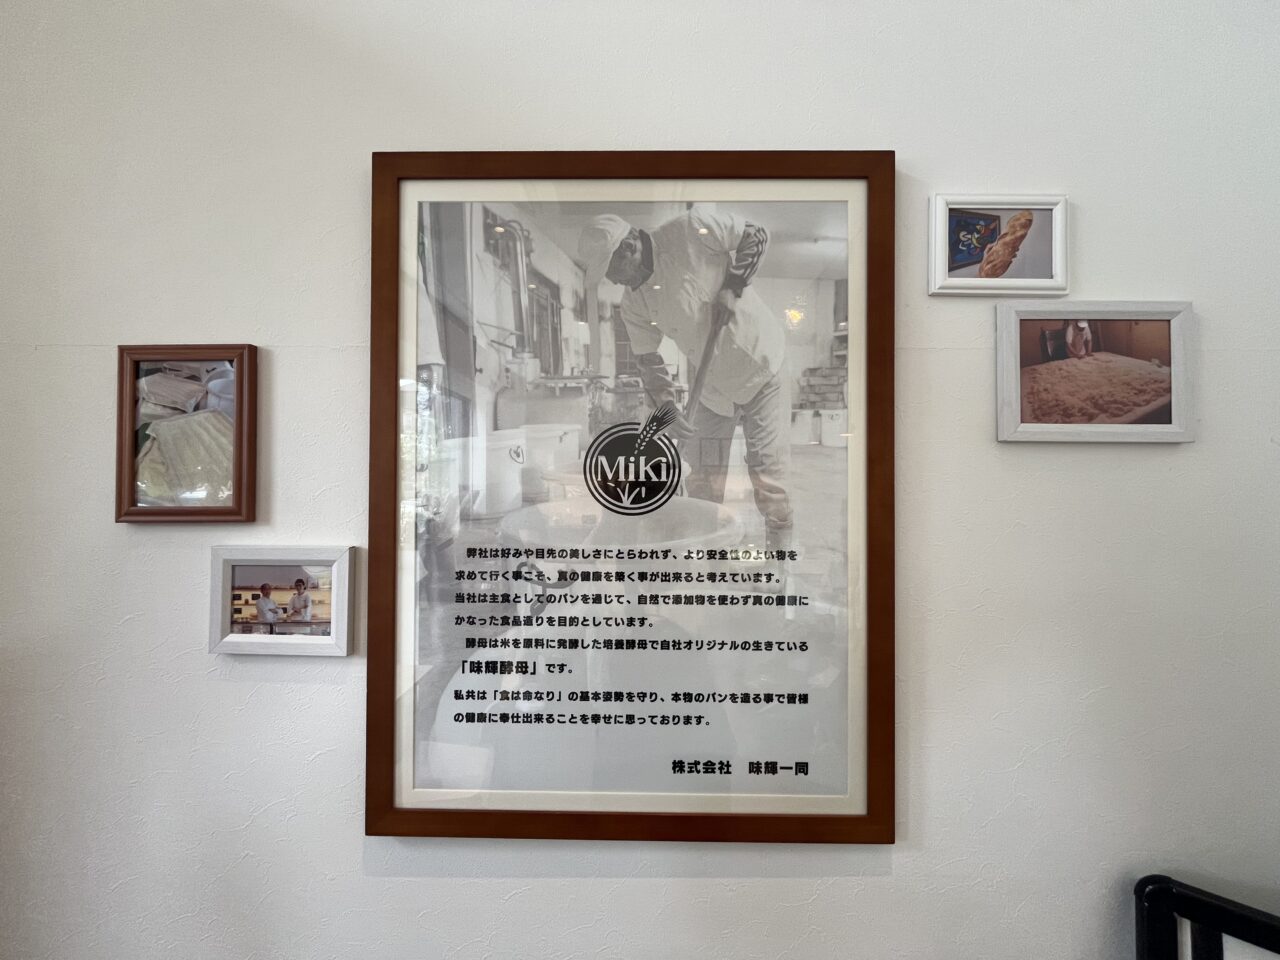 MiKi
弊社は好みや目先の美しさにとらわれず、より安全性のよい物を
求めて行く事こそ、真の健康を築く事が出来ると考えています。
当社は主食としてのパンを通じて、自然で添加物を使わず真の健康に
かなった食品造りを目的としています。
酵母は米を原料に発酵した培養酵母で自社オリジナルの生きている
「味輝酵母」です。
私共は「食は命なり」の基本姿勢を守り、本物のパンを造る事で皆様
の健康に奉仕出来ることを幸せに思っております。
株式会社 味輝一同